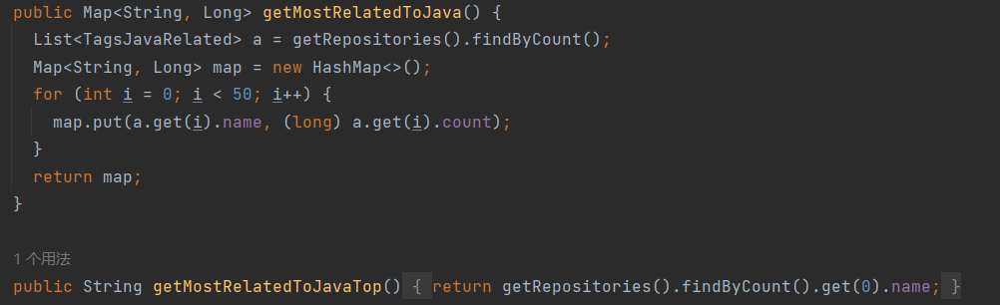 public Map<String, Long> getMostRelatedToJava() {
  List<TagsJavaRelated> a = getRepositories().findByCount();
  Map<String, Long> map = new HashMap<>();
  for (int i = 0; i < 50; i++) {
    map.put(a.get(i).name, (long) a.get(i).count);
  }
  return map;
}
1 个用法
public String getMostRelatedToJavaTop() { return getRepositories().findByCount().get(0).name; }